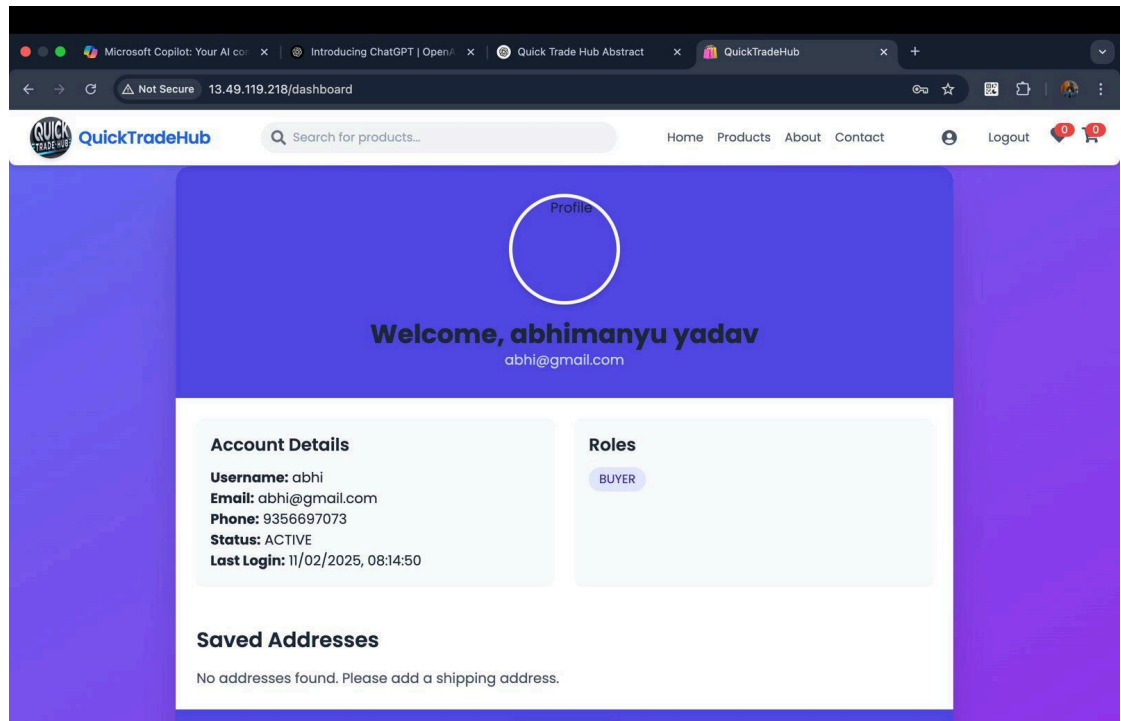 Microsoft Copilot: Your AI con
Introducing ChatGPT | OpenA
Quick Trade Hub Abstract
QuickTradeHub
Not Secure 13.49.119.218/dashboard
QUICK
TRADE-HUB
QuickTradeHub
Search for products...
Home Products About Contact
Logout
0
0
Profile
Welcome, abhimanyu yadav
abhi@gmail.com
Account Details
Username: abhi
Email: abhi@gmail.com
Phone: 9356697073
Status: ACTIVE
Last Login: 11/02/2025, 08:14:50
Roles
BUYER
Saved Addresses
No addresses found. Please add a shipping address.